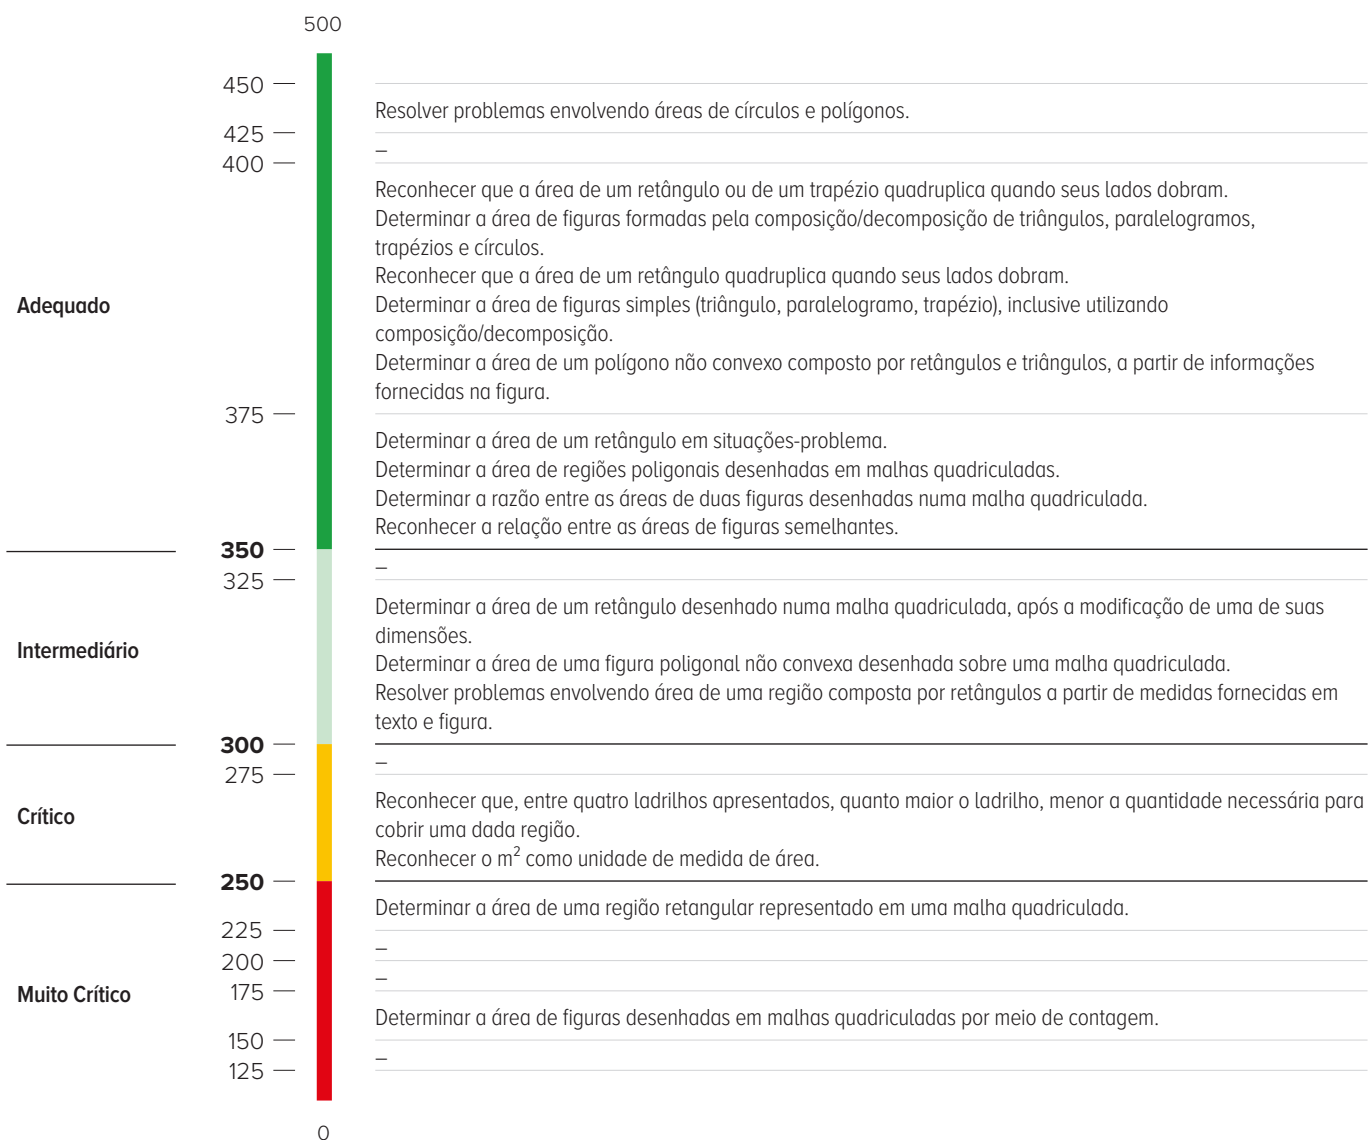 500
450
Resolver problemas envolvendo áreas de círculos e polígonos.
425
–
400
Reconhecer que a área de um retângulo ou de um trapézio quadruplica quando seus lados dobram.
Determinar a área de figuras formadas pela composição/decomposição de triângulos, paralelogramos,
trapézios e círculos.
Reconhecer que a área de um retângulo quadruplica quando seus lados dobram.
Adequado
Determinar a área de figuras simples (triângulo, paralelogramo, trapézio), inclusive utilizando
composição/decomposição.
Determinar a área de um polígono não convexo composto por retângulos e triângulos, a partir de informações
fornecidas na figura.
375
Determinar a área de um retângulo em situações-problema.
Determinar a área de regiões poligonais desenhadas em malhas quadriculadas.
Determinar a razão entre as áreas de duas figuras desenhadas numa malha quadriculada.
Reconhecer a relação entre as áreas de figuras semelhantes.
350
–
325
Determinar a área de um retângulo desenhado numa malha quadriculada, após a modificação de uma de suas
dimensões.
Intermediário
Determinar a área de uma figura poligonal não convexa desenhada sobre uma malha quadriculada.
Resolver problemas envolvendo área de uma região composta por retângulos a partir de medidas fornecidas em
texto e figura.
300
–
275
Reconhecer que, entre quatro ladrilhos apresentados, quanto maior o ladrilho, menor a quantidade necessária para
Crítico
cobrir uma dada região.
Reconhecer o m² como unidade de medida de área.
250
Determinar a área de uma região retangular representado em uma malha quadriculada.
225
–
200
–
175
Muito Crítico
Determinar a área de figuras desenhadas em malhas quadriculadas por meio de contagem.
150
–
125
0